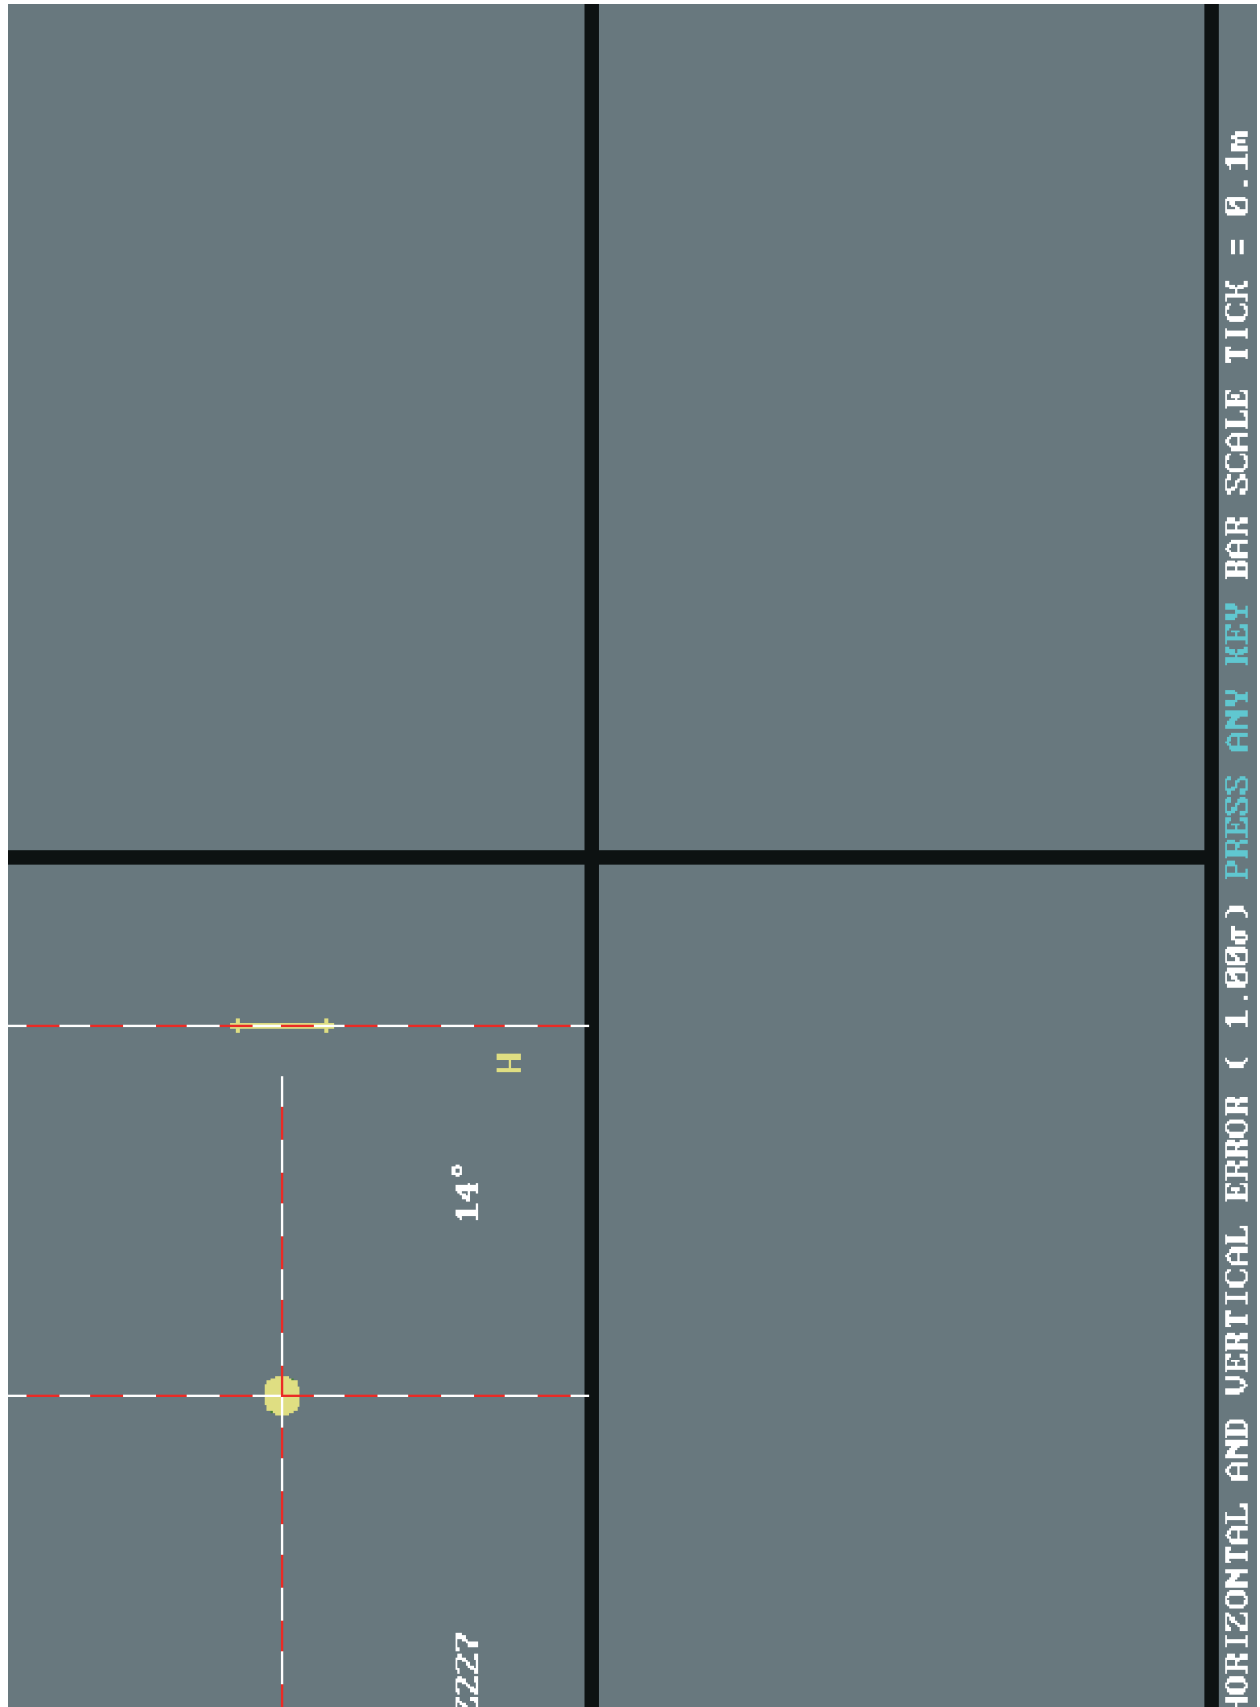 Z227 14° H
HORIZONTAL AND VERTICAL ERROR ( 1.00σ) PRESS ANY KEY BAR SCALE TICK = 0.1m